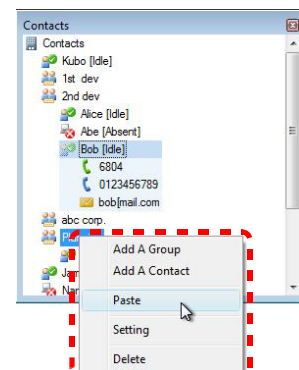 Contacts
Contacts
Kubo [Idle]
1st dev
2nd dev
Alice [Idle]
Abe [Absent]
Bob [Idle]
6804
0123456789
bob[mail.com
abc corp.
Add A Group
Add A Contact
Paste
Setting
Delete